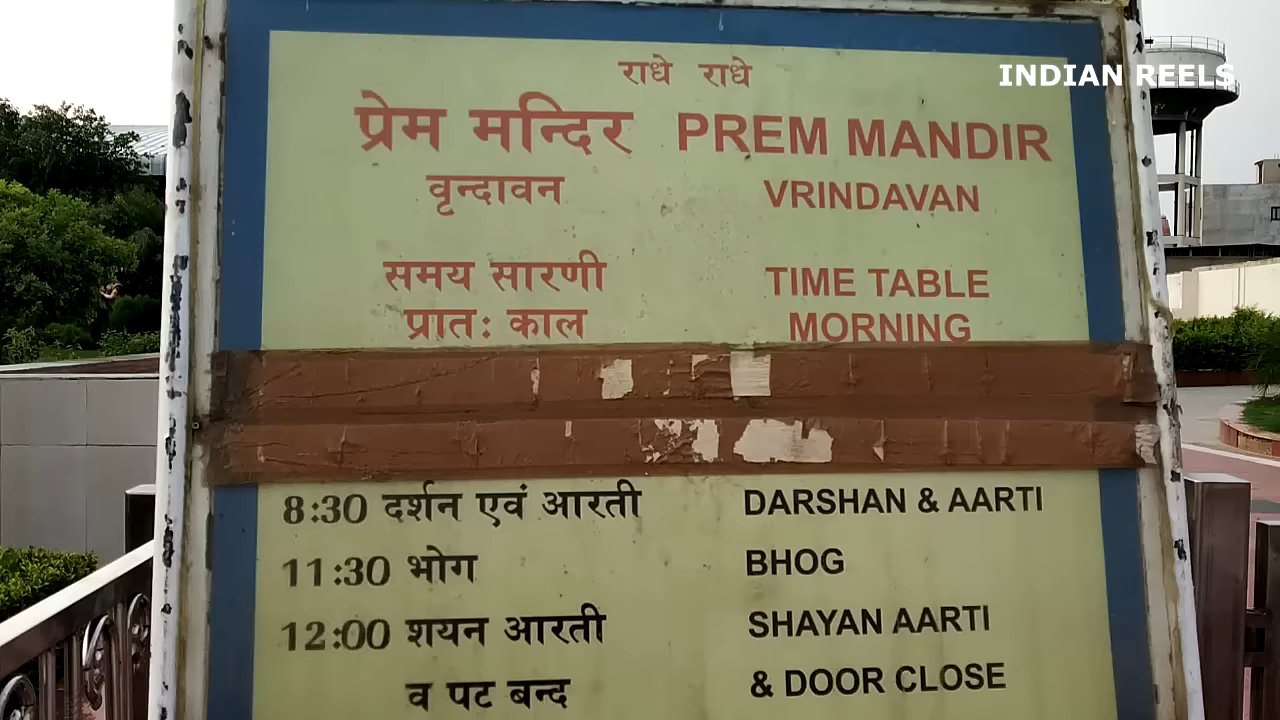 INDIAN REELS
राधे राधे
प्रेम मन्दिर PREM MANDIR
वृन्दावन VRINDAVAN
समय सारणी TIME TABLE
प्रातः काल MORNING
8:30 दर्शन एवं आरती DARSHAN & AARTI
11:30 भोग BHOG
12:00 शयन आरती SHAYAN AARTI
व पट बन्द & DOOR CLOSE